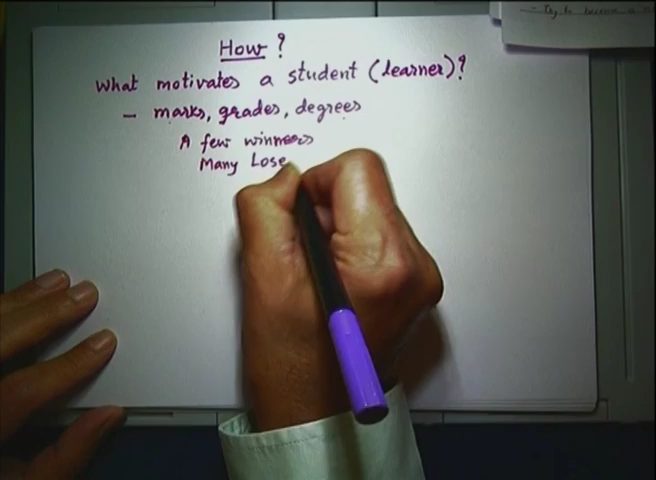 How ?
What motivates a student (learner)?
- marks, grades, degrees
A few winners
Many Lose